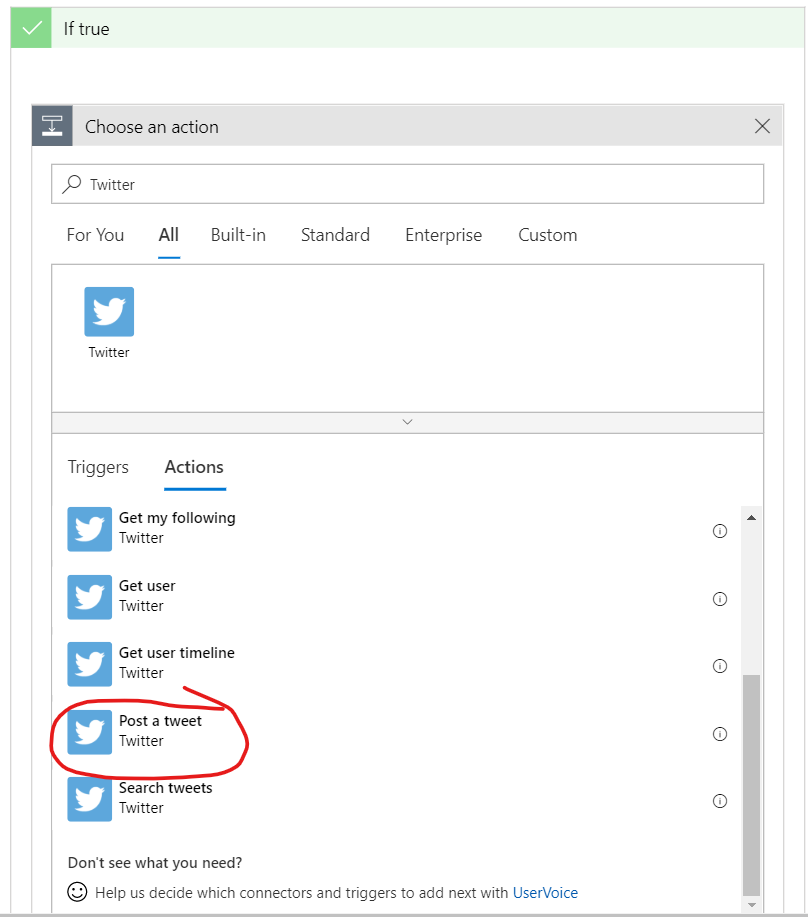 If true
Choose an action
Twitter
For You All Built-in Standard Enterprise Custom
Twitter
Triggers Actions
Get my following
Twitter
Get user
Twitter
Get user timeline
Twitter
Post a tweet
Twitter
Search tweets
Twitter
Don't see what you need?
Help us decide which connectors and triggers to add next with UserVoice